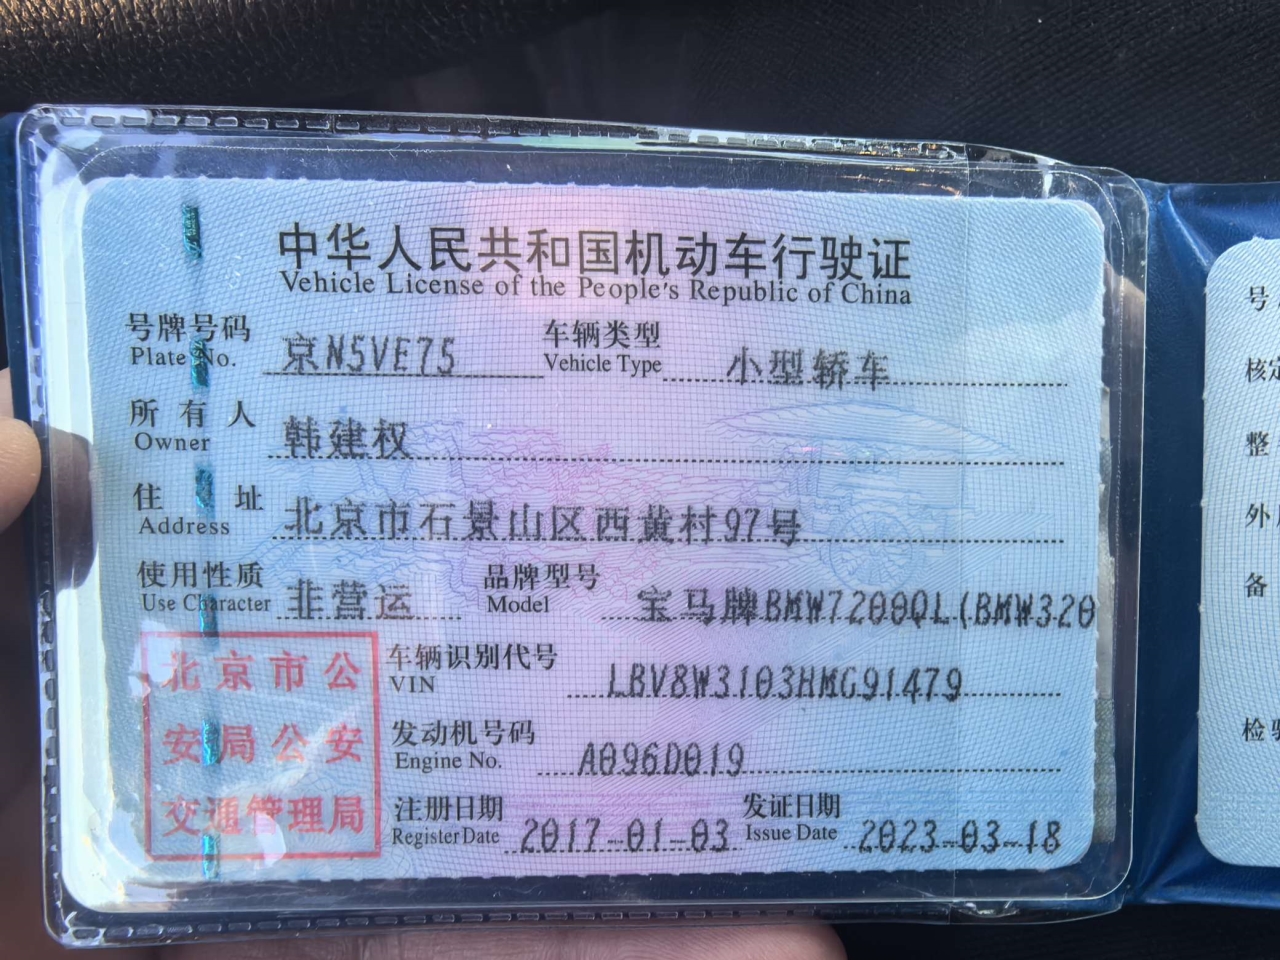 中华人民共和国机动车行驶证
Vehicle License of the People's Republic of China
号牌号码 京N5VE75 车辆类型 小型轿车
Plate No. Vehicle Type
所有人 韩建权
Owner
住址 北京市石景山区西黄村97号
Address
使用性质 非营运 品牌型号 宝马牌BMW7200QL(BMW320
Use Character Model
车辆识别代号 LBV8W3103HMG91479
VIN
发动机号码 A096D019
Engine No.
注册日期 2017-01-03 发证日期 2023-03-18
Register Date Issue Date
北京市公
安局公安
交通管理局
号
核定
整
外
备
检验